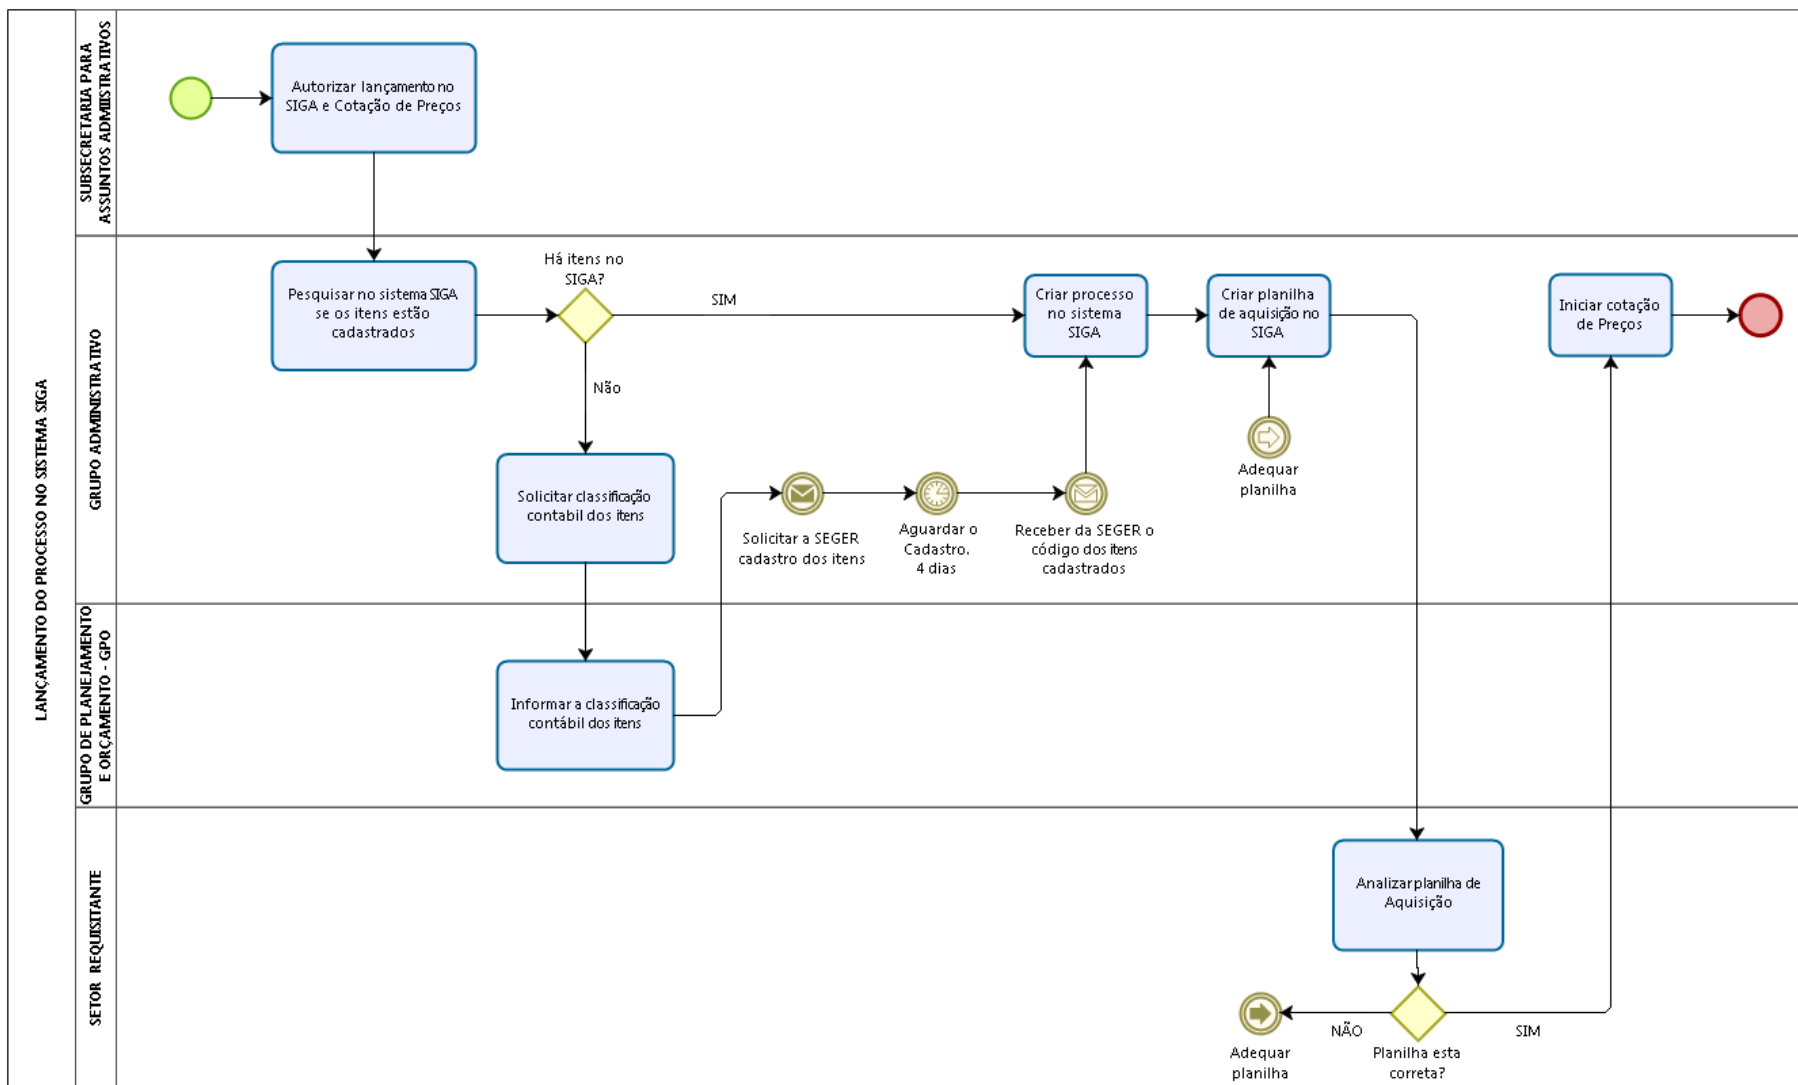 LANÇAMENTO DO PROCESSO NO SISTEMA SIGA
SUBSECRETARIA PARA
ASSUNTOS ADMIISTRATIVOS
Autorizar lançamento no
SIGA e Cotação de Preços
GRUPO ADMINISTRATIVO
Pesquisar no sistema SIGA
se os itens estão
cadastrados
Há itens no
SIGA?
SIM
Não
Criar processo
no sistema
SIGA
Criar planilha
de aquisição no
SIGA
Iniciar cotação
de Preços
Adequar
planilha
Solicitar classificação
contabil dos itens
Solicitar a SEGER
cadastro dos itens
Aguardar o
Cadastro.
4 dias
Receber da SEGER o
código dos itens
cadastrados
GRUPO DE PLANEJAMENTO
E ORÇAMENTO - GPO
Informar a classificação
contábil dos itens
SETOR REQUISITANTE
Analizar planilha de
Aquisição
NÃO
SIM
Adequar
planilha
Planilha esta
correta?